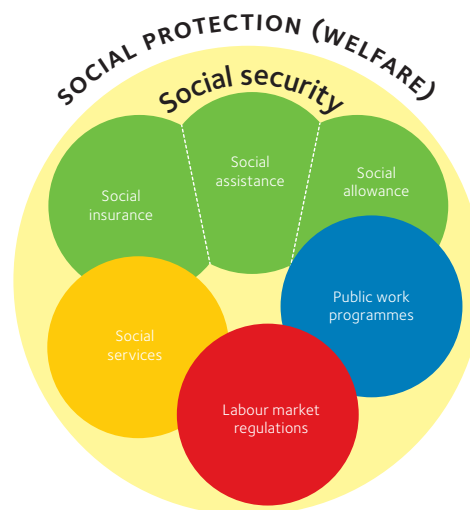 SOCIAL PROTECTION (WELFARE)
Social security
Social
insurance
Social
assistance
Social
allowance
Public work
programmes
Social
services
Labour market
regulations